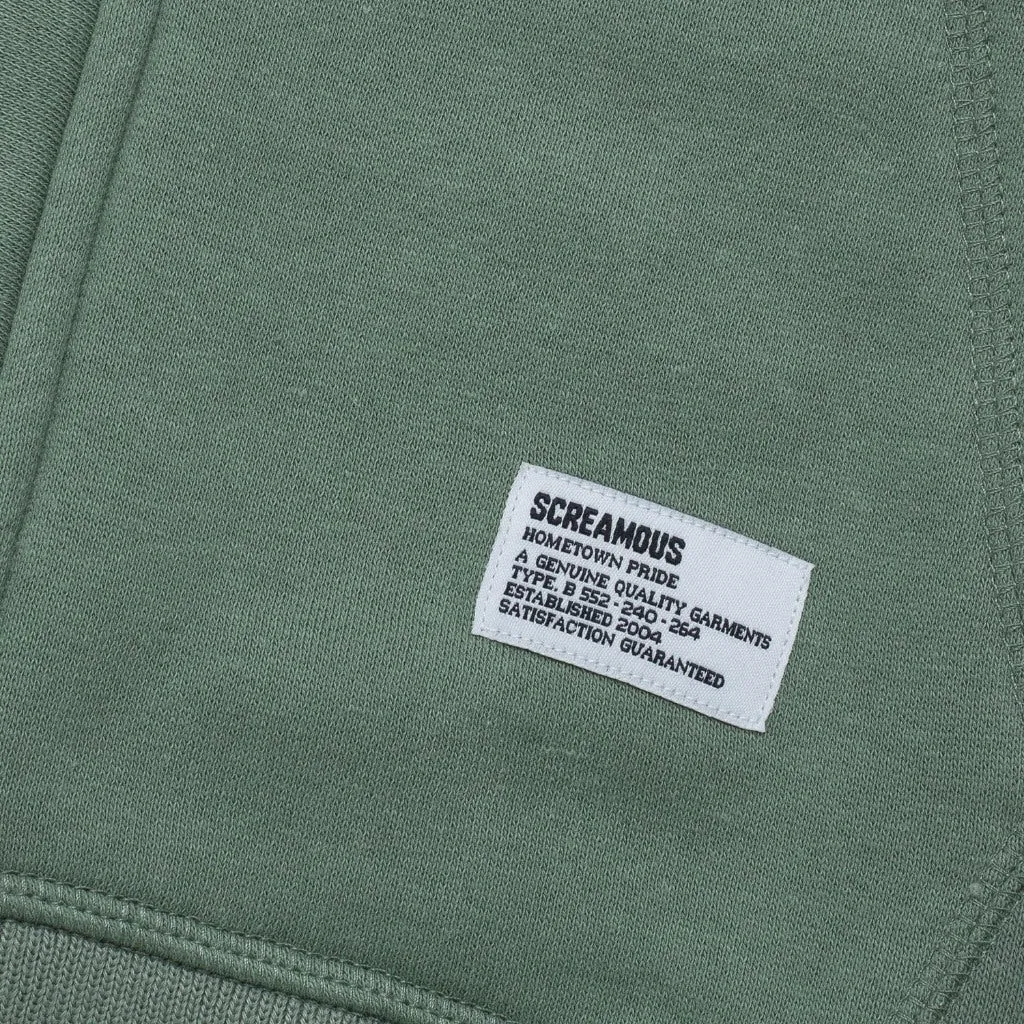 SCREAMOUS
HOMETOWN PRIDE
A GENUINE QUALITY GARMENTS
TYPE. B 552 - 240 - 264
ESTABLISHED 2004
SATISFACTION GUARANTEED